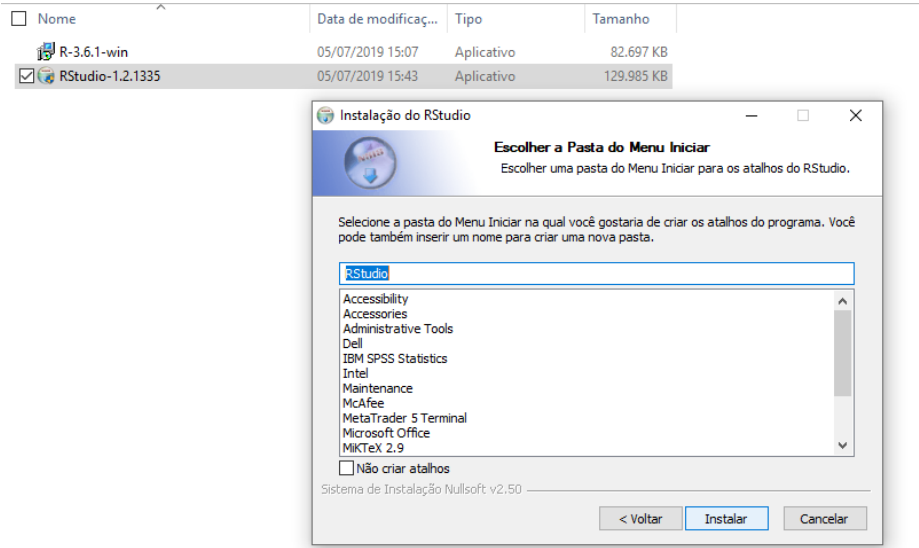 Nome Data de modificaç... Tipo Tamanho
R-3.6.1-win 05/07/2019 15:07 Aplicativo 82.697 KB
RStudio-1.2.1335 05/07/2019 15:43 Aplicativo 129.985 KB
Instalação do RStudio
Escolher a Pasta do Menu Iniciar
Escolher uma pasta do Menu Iniciar para os atalhos do RStudio.
Selecione a pasta do Menu Iniciar na qual você gostaria de criar os atalhos do programa. Você
pode também inserir um nome para criar uma nova pasta.
RStudio
Accessibility
Accessories
Administrative Tools
Dell
IBM SPSS Statistics
Intel
Maintenance
McAfee
MetaTrader 5 Terminal
Microsoft Office
MiKTeX 2.9
Não criar atalhos
Sistema de Instalação Nullsoft v2.50
< Voltar Instalar Cancelar